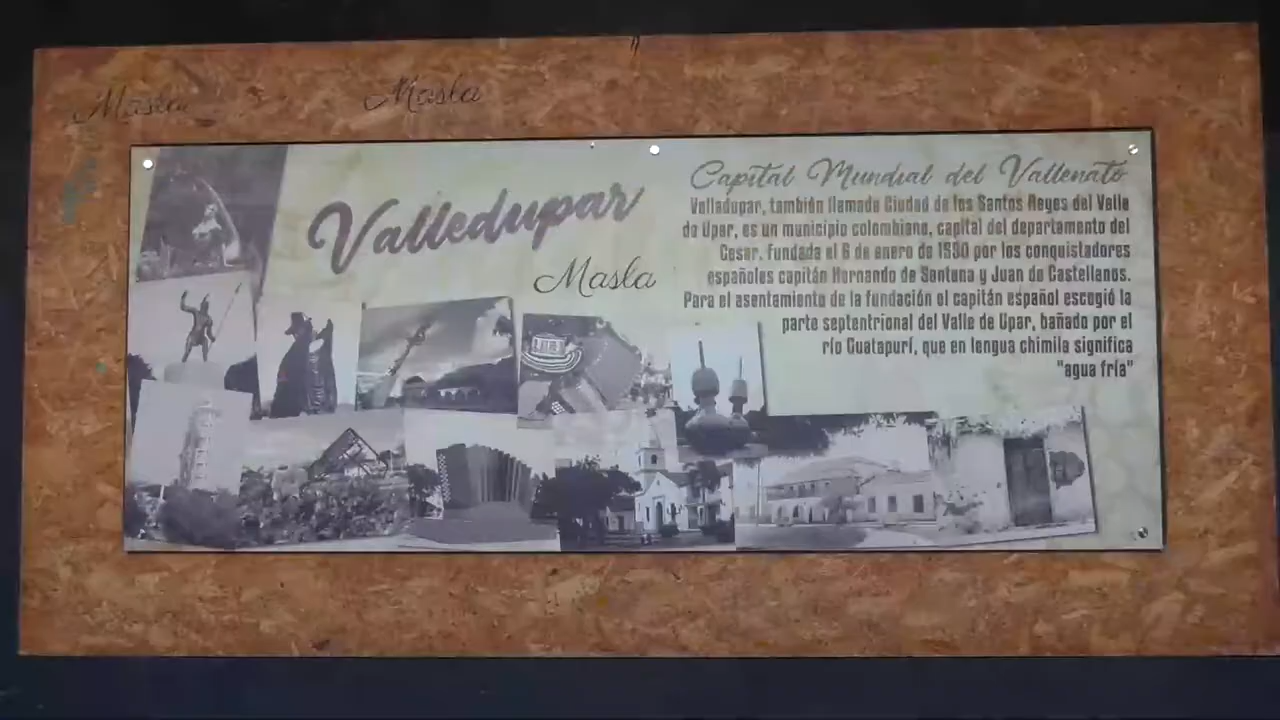 Masla
Masla
Valledupar
Masla
Capital Mundial del Vallenato
Valladupar, también llamada Ciudad de los Santos Reyes del Valle
de Upar, es un municipio colombiano, capital del departamento del
Cesar. Fundada el 6 de enero de 1530 por los conquistadores
españoles capitán Hernando de Santana y Juan de Castellanos.
Para el asentamiento de la fundación el capitán español escogió la
parte septentrional del Valle de Upar, bañado por el
río Guatapurí, que en lengua chimila significa
"agua fría"